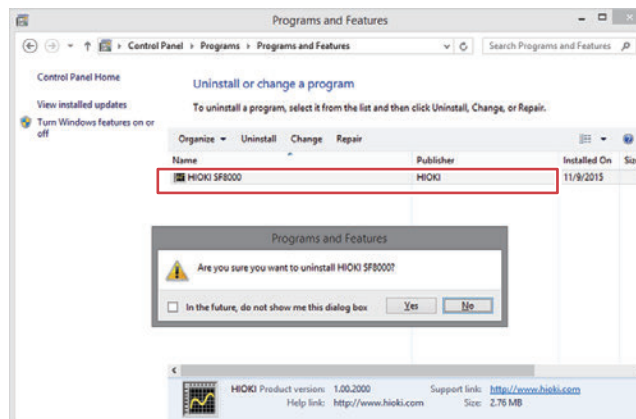 Programs and Features
Control Panel ▸ Programs ▸ Programs and Features
Search Programs and Features
Control Panel Home
View installed updates
Turn Windows features on or
off
Uninstall or change a program
To uninstall a program, select it from the list and then click Uninstall, Change, or Repair.
Organize Uninstall Change Repair
Name Publisher Installed On Siz
HIOKI SF8000 HIOKI 11/9/2015
Programs and Features
Are you sure you want to uninstall HIOKI SF8000?
In the future, do not show me this dialog box Yes No
HIOKI Product version: 1.00.2000 Support link: http://www.hioki.com
Help link: http://www.hioki.com Size: 2.76 MB